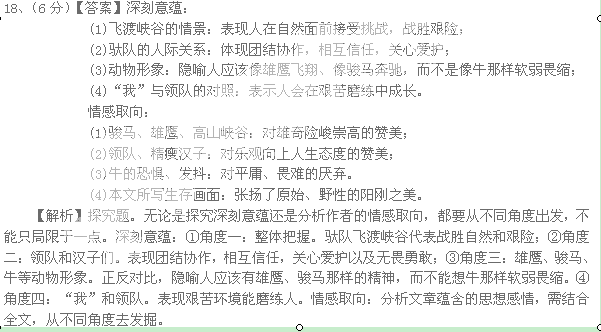 18、(6分)【答案】深刻意蕴：
(1)飞渡峡谷的情景：表现人在自然面前接受挑战，战胜艰险；
(2)驮队的人际关系：体现团结协作，相互信任，关心爱护；
(3)动物形象：隐喻人应该像雄鹰飞翔、像骏马奔驰，而不是像牛那样软弱畏缩；
(4)“我”与领队的对照：表示人会在艰苦磨练中成长。
情感取向：
(1)骏马、雄鹰、高山峡谷：对雄奇险峻崇高的赞美；
(2)领队、精瘦汉子：对乐观向上人生态度的赞美；
(3)牛的恐惧、发抖：对平庸、畏难的厌弃。
(4)本文所写生存画面：张扬了原始、野性的阳刚之美。
【解析】探究题。无论是探究深刻意蕴还是分析作者的情感取向，都要从不同角度出发，不
能只局限于一点。深刻意蕴：①角度一：整体把握。驮队飞渡峡谷代表战胜自然和艰险；②角度
二：领队和汉子们。表现团结协作，相互信任，关心爱护以及无畏勇敢；③角度三：雄鹰、骏马、
牛等动物形象。正反对比，隐喻人应该有雄鹰、骏马那样的精神，而不能想牛那样软弱畏缩。④
角度四：“我”和领队。表现艰苦环境能磨练人。情感取向：分析文章蕴含的思想感情，需结合
全文，从不同角度去发掘。